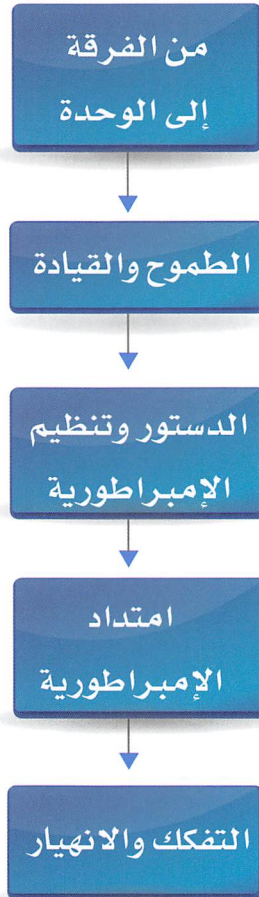 من الفرقة
إلى الوحدة
الطموح والقيادة
الدستور وتنظيم
الإمبراطورية
امتداد
الإمبراطورية
التفكك والانهيار